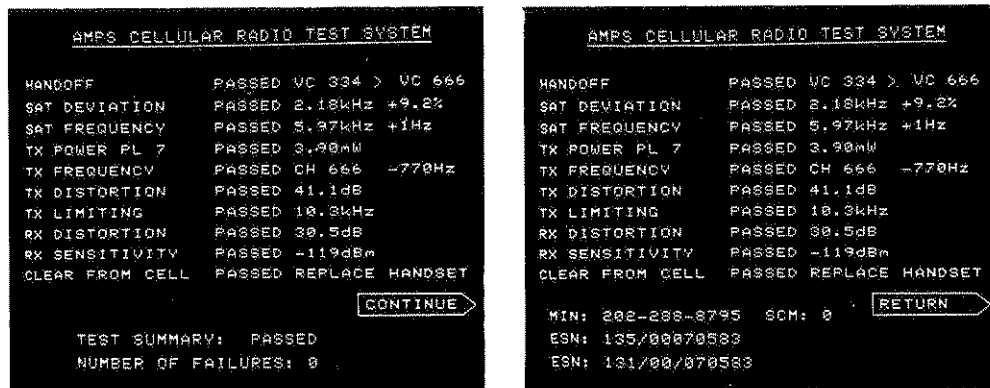 AMPS CELLULAR RADIO TEST SYSTEM
HANDOFF PASSED VC 334 > VC 666
SAT DEVIATION PASSED 2.18kHz +9.2%
SAT FREQUENCY PASSED 5.97kHz +1Hz
TX POWER PL 7 PASSED 3.90mW
TX FREQUENCY PASSED CH 666 -770Hz
TX DISTORTION PASSED 41.1dB
TX LIMITING PASSED 10.3kHz
RX DISTORTION PASSED 30.5dB
RX SENSITIVITY PASSED -119dBm
CLEAR FROM CELL PASSED REPLACE HANDSET
CONTINUE
TEST SUMMARY: PASSED
NUMBER OF FAILURES: 0
AMPS CELLULAR RADIO TEST SYSTEM
HANDOFF PASSED VC 334 > VC 666
SAT DEVIATION PASSED 2.18kHz +9.2%
SAT FREQUENCY PASSED 5.97kHz +1Hz
TX POWER PL 7 PASSED 3.90mW
TX FREQUENCY PASSED CH 666 -770Hz
TX DISTORTION PASSED 41.1dB
TX LIMITING PASSED 10.3kHz
RX DISTORTION PASSED 30.5dB
RX SENSITIVITY PASSED -119dBm
CLEAR FROM CELL PASSED REPLACE HANDSET
RETURN
MIN: 202-288-8795 SCM: 0
ESN: 135/00070583
ESN: 131/00/070583